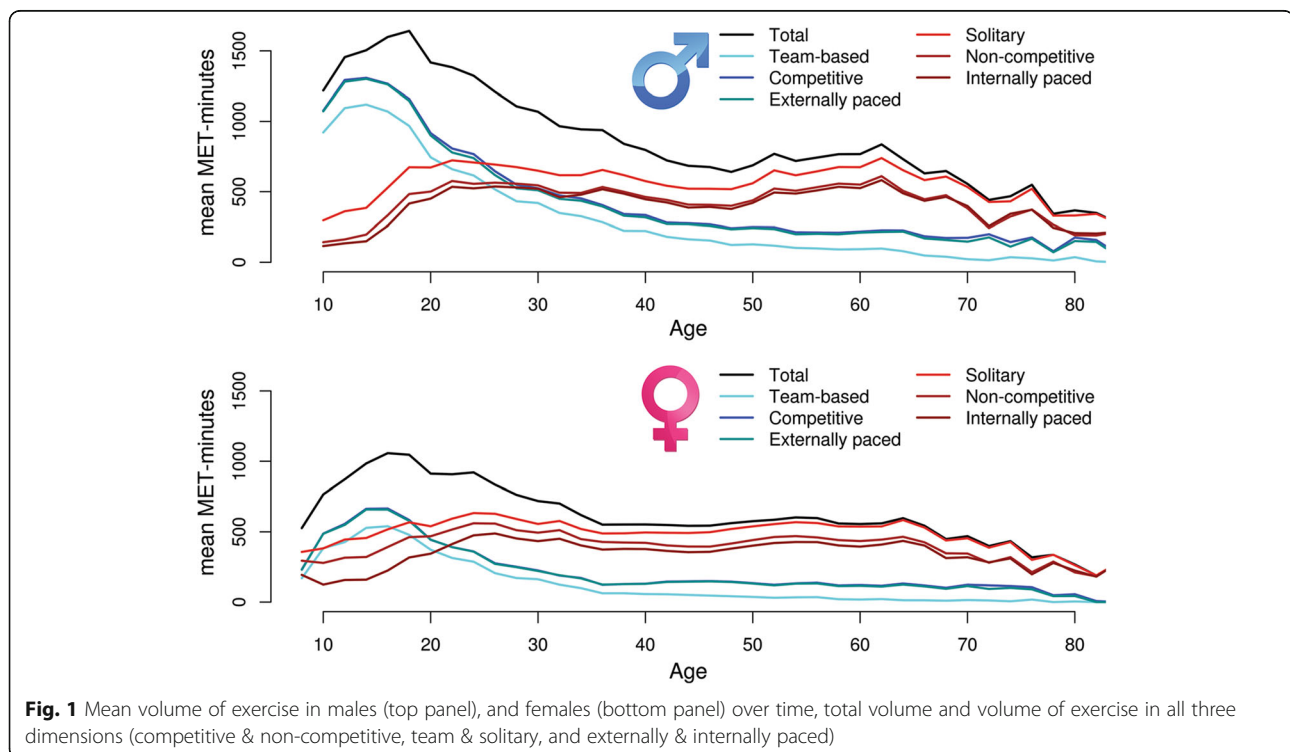 Total
Team-based
Competitive
Externally paced
Solitary
Non-competitive
Internally paced
mean MET-minutes
1500
1000
500
0
10 20 30 40 50 60 70 80
Age
Total
Team-based
Competitive
Externally paced
Solitary
Non-competitive
Internally paced
mean MET-minutes
1500
1000
500
0
10 20 30 40 50 60 70 80
Age
Fig. 1 Mean volume of exercise in males (top panel), and females (bottom panel) over time, total volume and volume of exercise in all three
dimensions (competitive & non-competitive, team & solitary, and externally & internally paced)